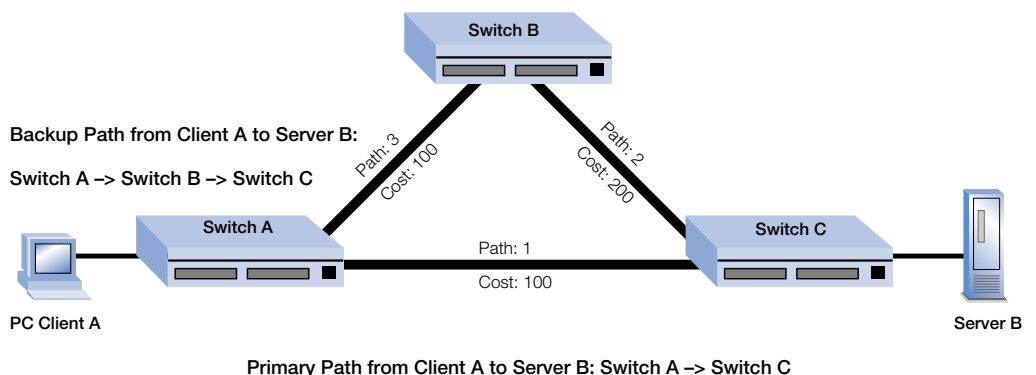 Switch B
Backup Path from Client A to Server B:
Switch A –> Switch B –> Switch C
Path: 3
Cost: 100
Path: 2
Cost: 200
Switch A
Switch C
Path: 1
Cost: 100
PC Client A
Server B
Primary Path from Client A to Server B: Switch A –> Switch C